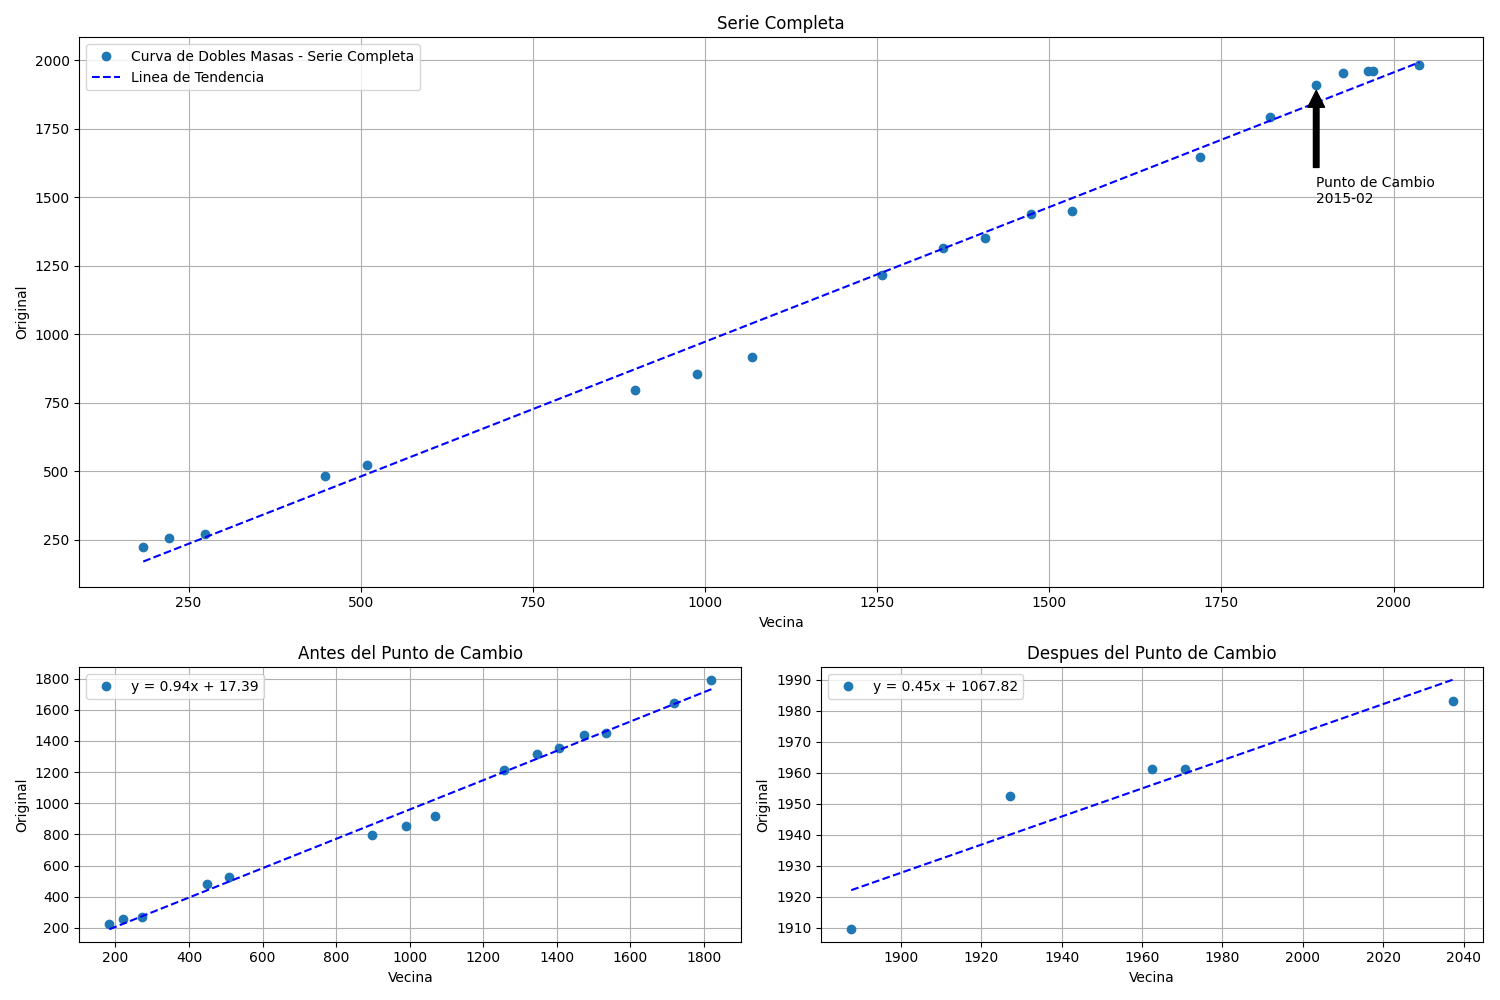 Serie Completa
Curva de Dobles Masas - Serie Completa
Linea de Tendencia
2000
1750
1500
1250
1000
750
500
250
Original
Punto de Cambio
2015-02
250 500 750 1000 1250 1500 1750 2000
Vecina
Antes del Punto de Cambio
y = 0.94x + 17.39
1800
1600
1400
1200
1000
800
600
400
200
Original
200 400 600 800 1000 1200 1400 1600 1800
Vecina
Despues del Punto de Cambio
y = 0.45x + 1067.82
1990
1980
1970
1960
1950
1940
1930
1920
1910
Original
1900 1920 1940 1960 1980 2000 2020 2040
Vecina